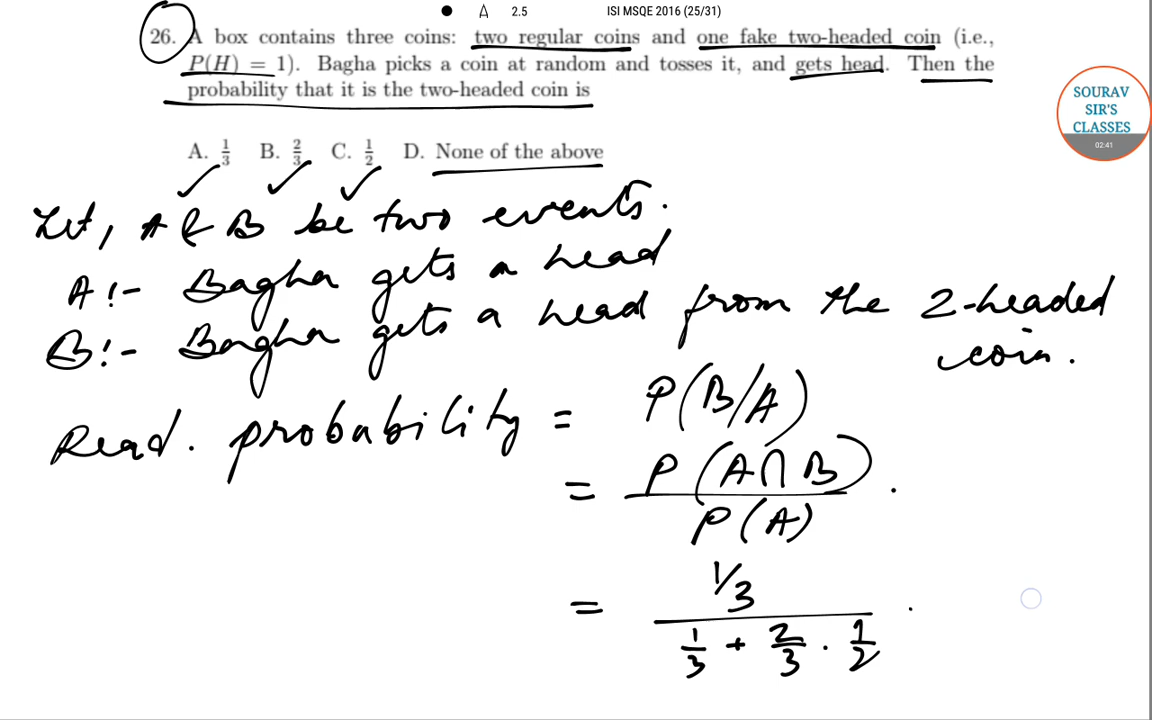 A 2.5 ISI MSQE 2016 (25/31)
26. A box contains three coins: two regular coins and one fake two-headed coin (i.e.,
P(H) = 1). Bagha picks a coin at random and tosses it, and gets head. Then the
probability that it is the two-headed coin is
SOURAV
SIR'S
CLASSES
02:41
A. 1/3 B. 2/3 C. 1/2 D. None of the above
Let, A & B be two events.
A :- Bagha gets a head
B :- Bagha gets a head from the 2-headed
coin.
Read. probability = P(B/A)
= P(A∩B) / P(A) .
= 1/3 / (1/3 + 2/3 . 1/2) .